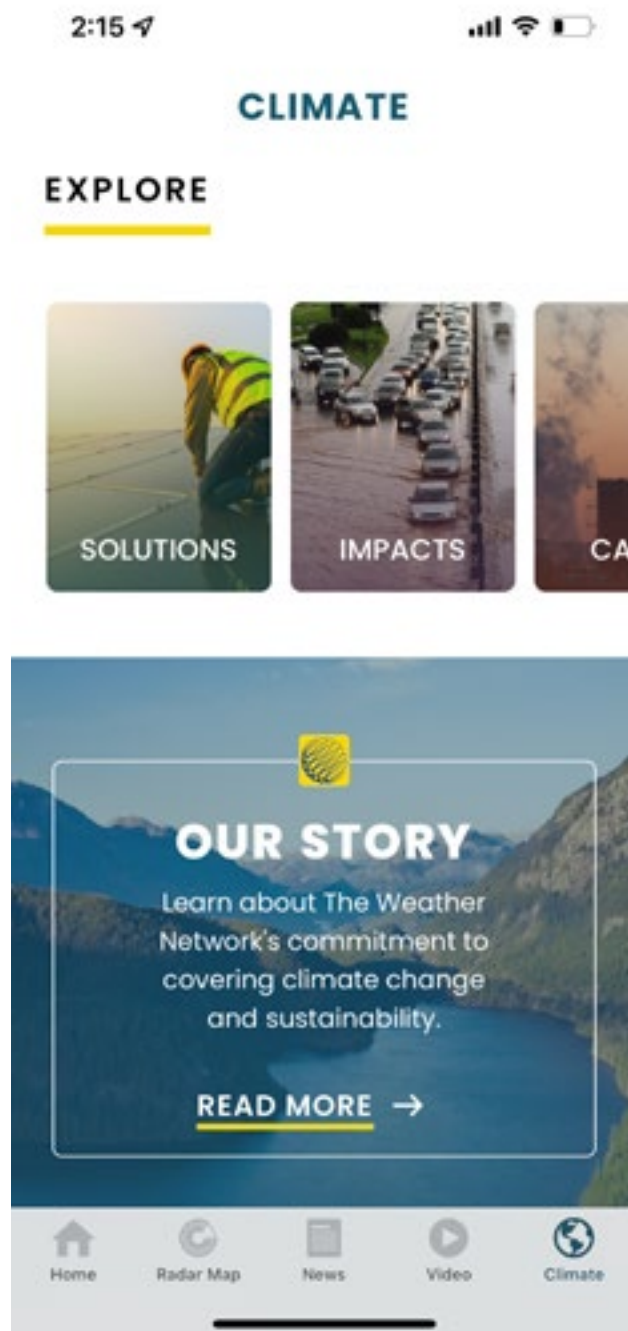 2:15
CLIMATE
EXPLORE
SOLUTIONS
IMPACTS
CA
OUR STORY
Learn about The Weather
Network's commitment to
covering climate change
and sustainability.
READ MORE →
Home
Radar Map
News
Video
Climate